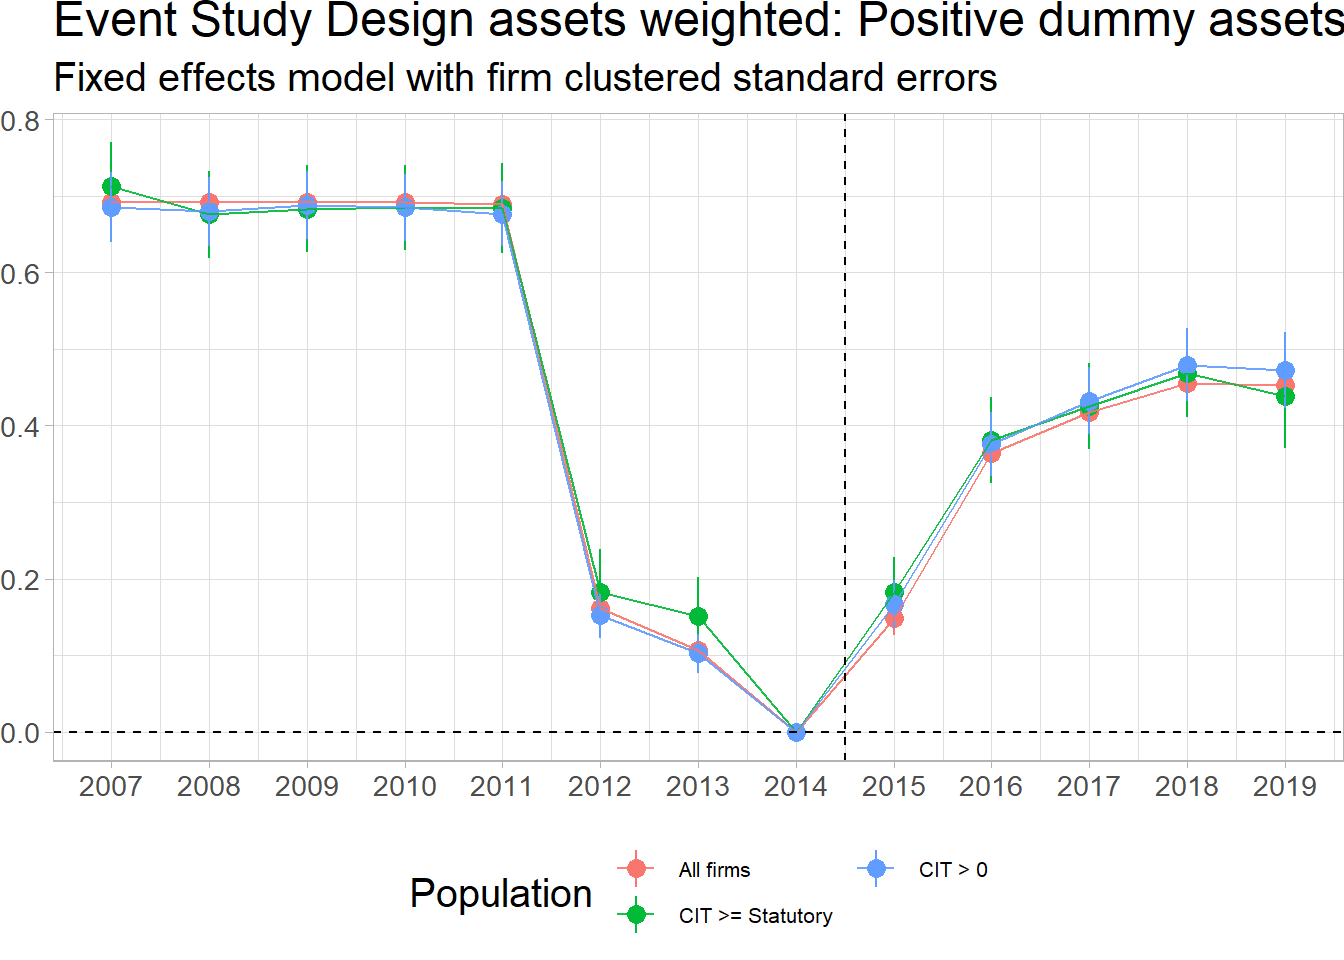 Event Study Design assets weighted: Positive dummy assets
Fixed effects model with firm clustered standard errors
0.8
0.6
0.4
0.2
0.0
2007 2008 2009 2010 2011 2012 2013 2014 2015 2016 2017 2018 2019
Population
All firms
CIT >= Statutory
CIT > 0